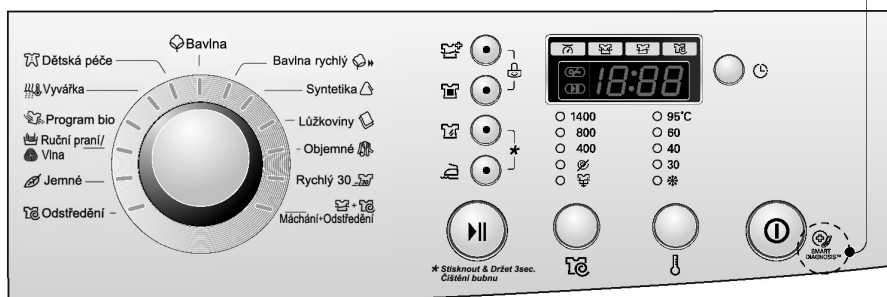 Bavlna
Dětská péče
Vyvářka
Program bio
Ruční praní/
Vlna
Jemné
Odstředění
Bavlna rychlý
Syntetika
Lůžkoviny
Objemné
Rychlý 30
Máchání+Odstředění
18:88
1400
800
400
95°C
60
40
30
* Stisknout & Držet 3sec.
Čištění bubnu
SMART
DIAGNOSIS™